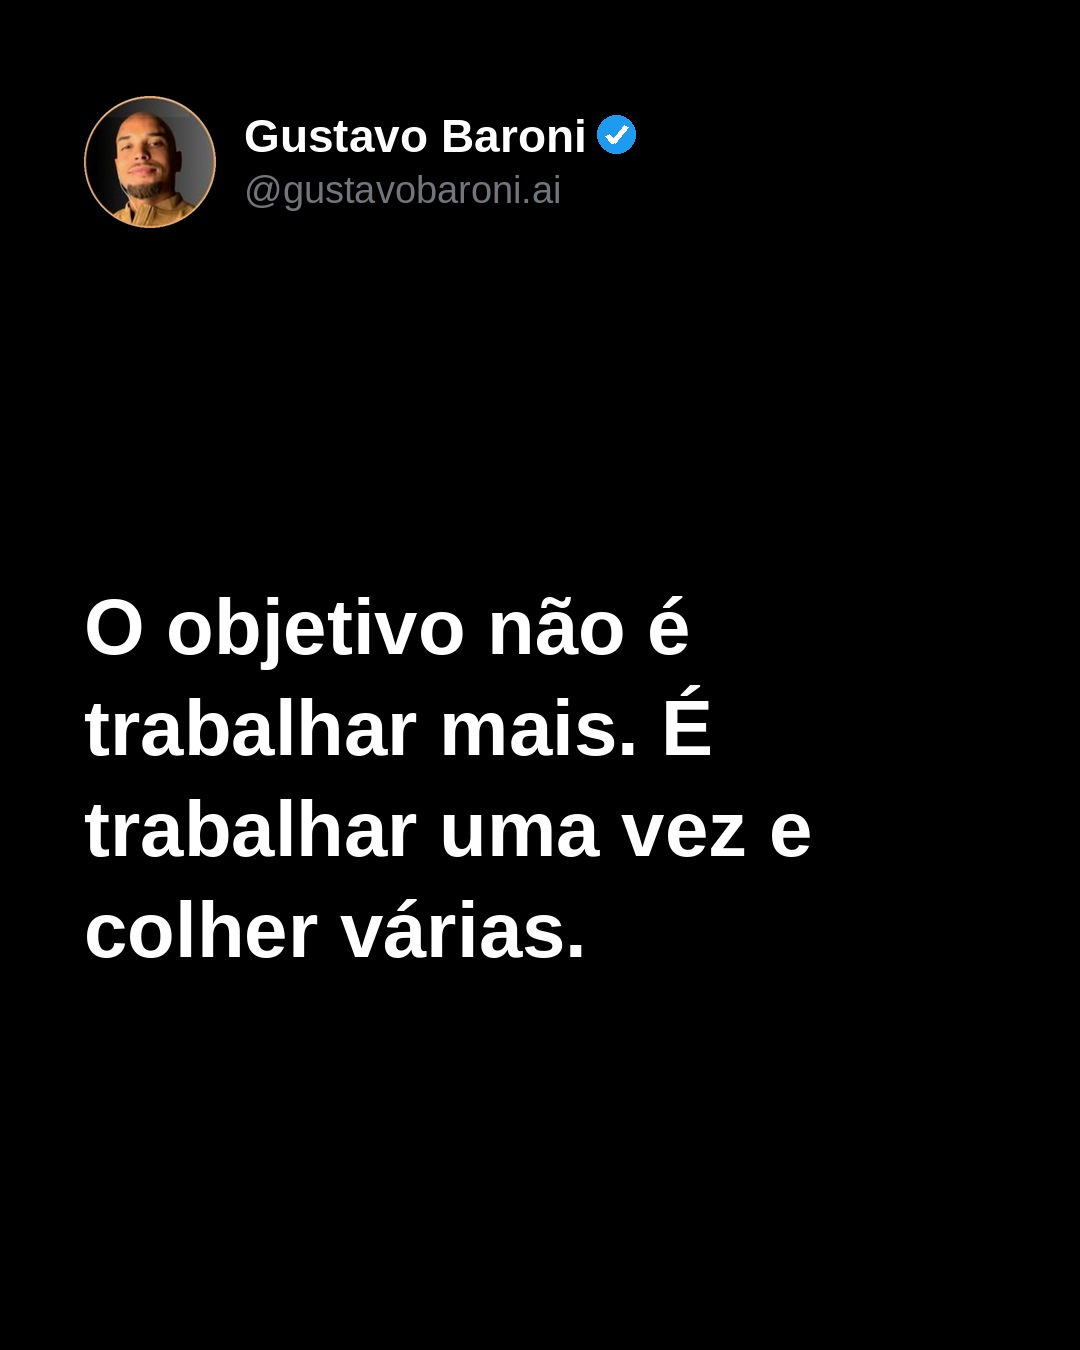 Gustavo Baroni
@gustavobaroni.ai
O objetivo não é
trabalhar mais. É
trabalhar uma vez e
colher várias.